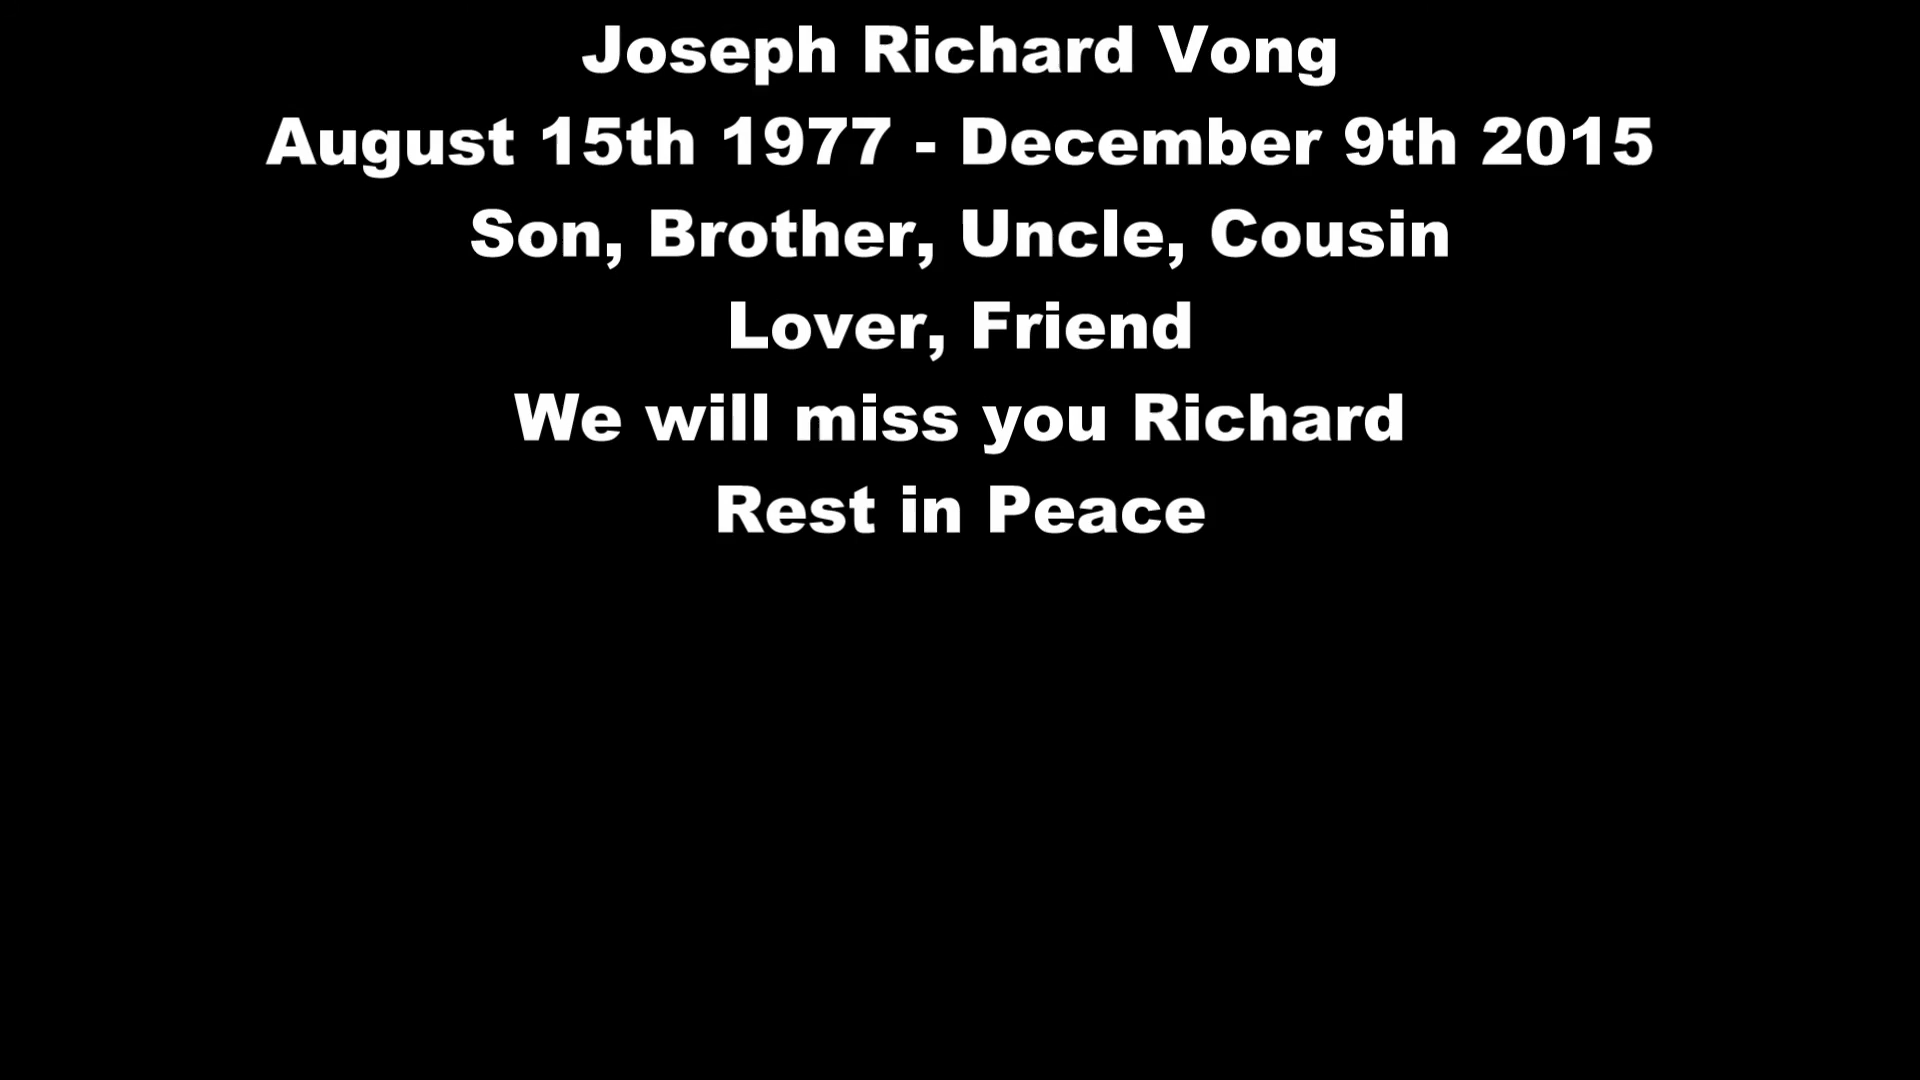 Joseph Richard Vong
August 15th 1977 - December 9th 2015
Son, Brother, Uncle, Cousin
Lover, Friend
We will miss you Richard
Rest in Peace